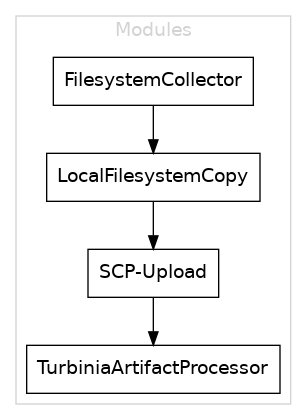 Modules
FilesystemCollector
LocalFilesystemCopy
SCP-Upload
TurbiniaArtifactProcessor